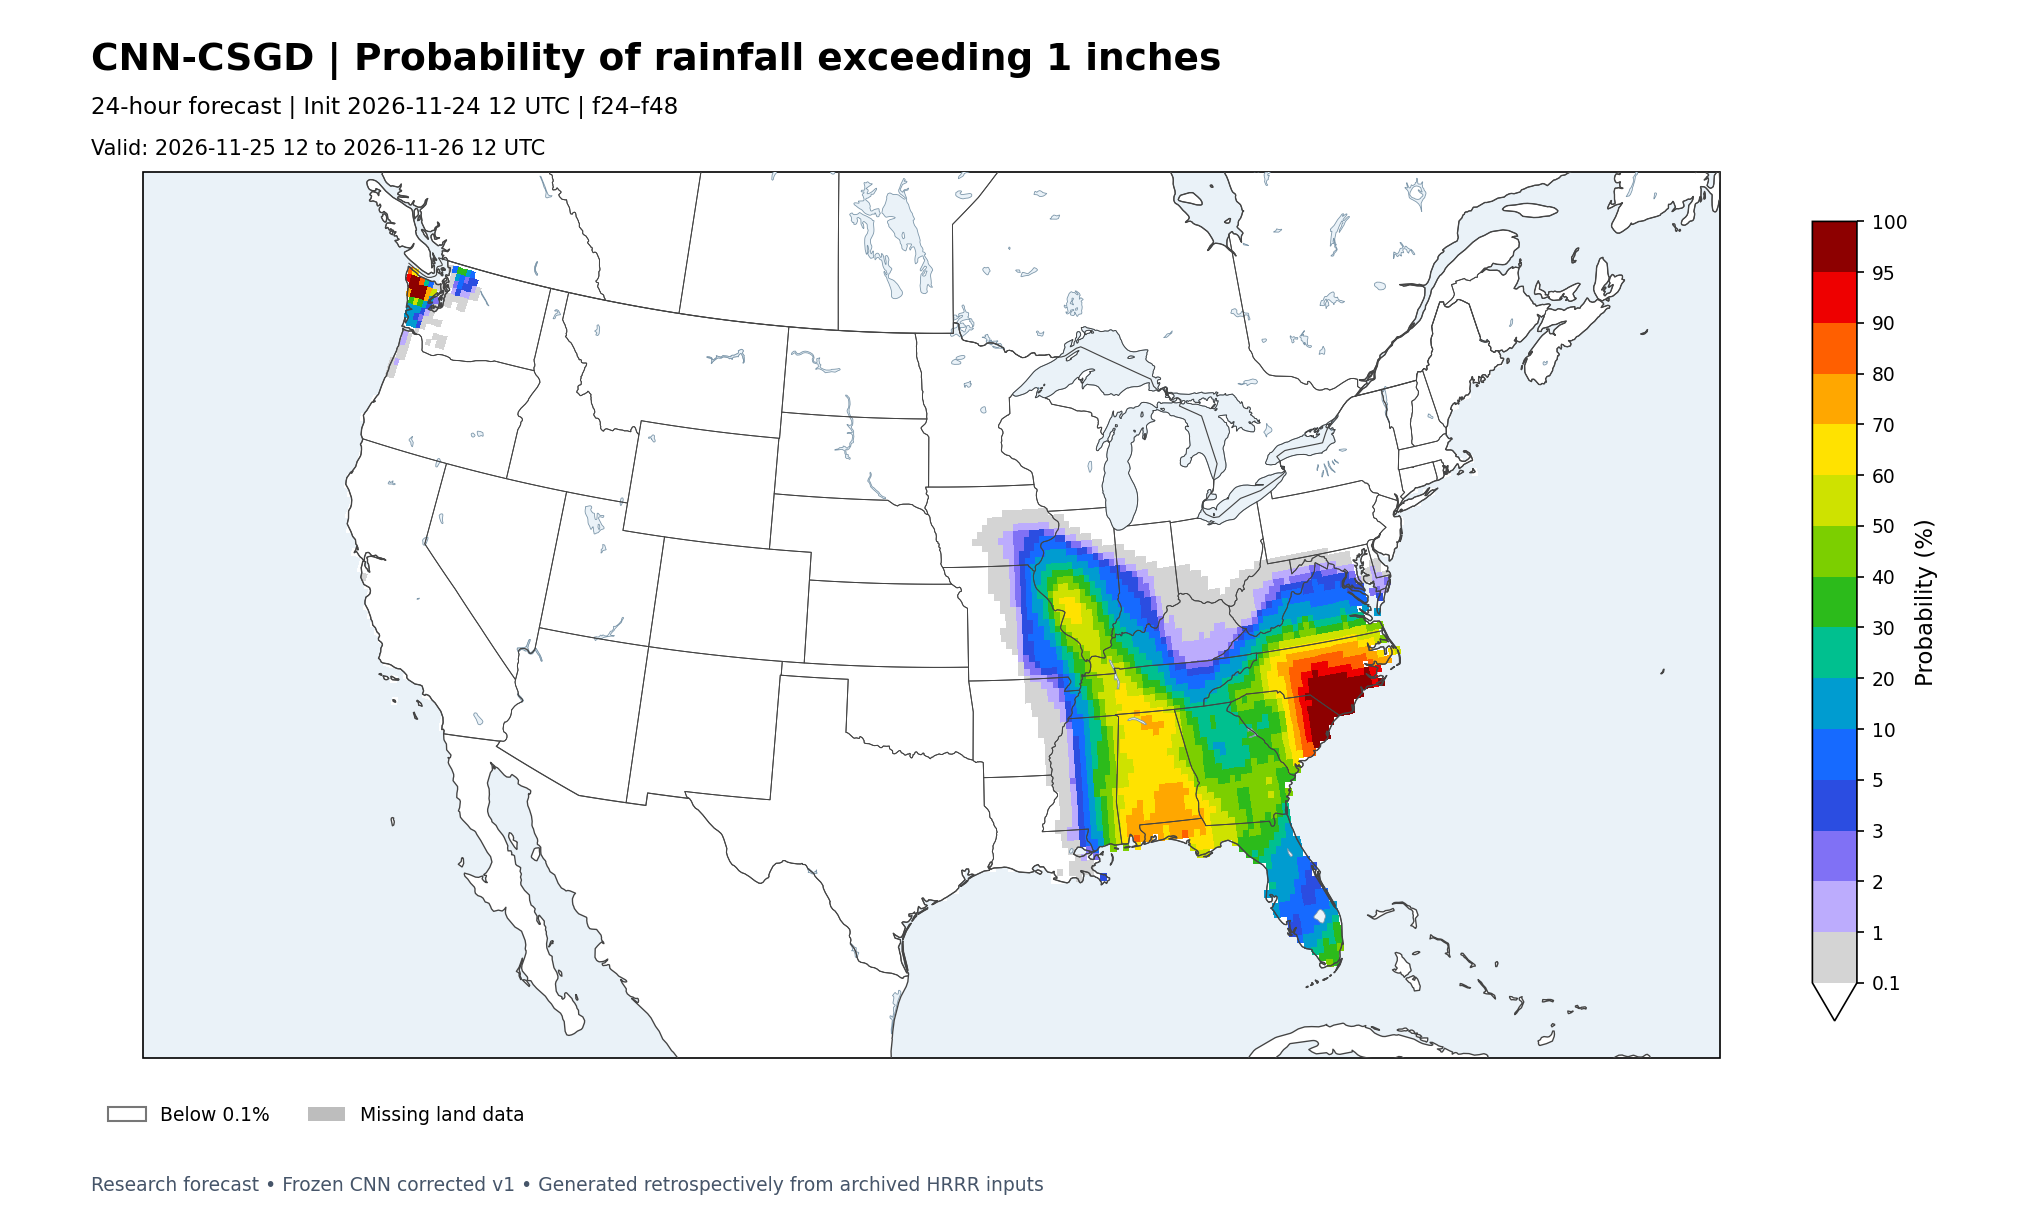 CNN-CSGD | Probability of rainfall exceeding 1 inches
24-hour forecast | Init 2026-11-24 12 UTC | f24–f48
Valid: 2026-11-25 12 to 2026-11-26 12 UTC
100
95
90
80
70
60
50
40
30
20
10
5
3
2
1
0.1
Probability (%)
Below 0.1%
Missing land data
Research forecast • Frozen CNN corrected v1 • Generated retrospectively from archived HRRR inputs